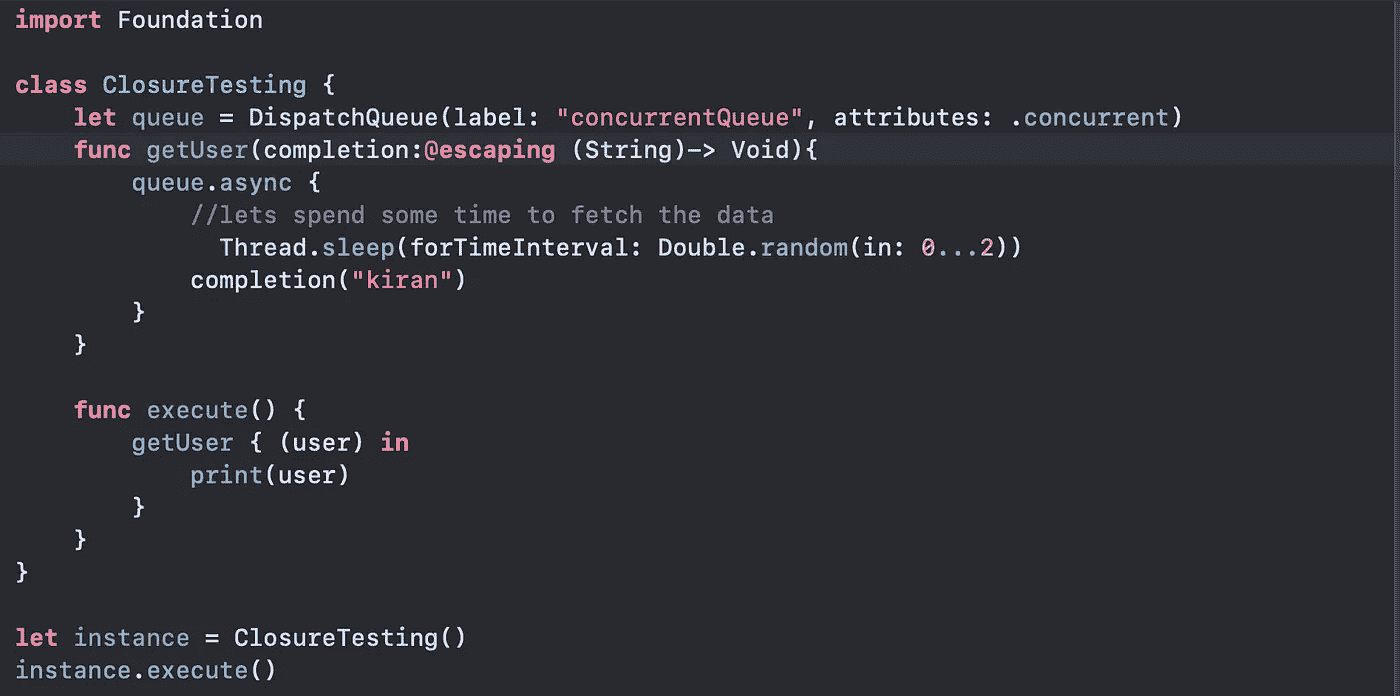 import Foundation

class ClosureTesting {
    let queue = DispatchQueue(label: "concurrentQueue", attributes: .concurrent)
    func getUser(completion:@escaping (String)-> Void){
        queue.async {
            //lets spend some time to fetch the data
              Thread.sleep(forTimeInterval: Double.random(in: 0...2))
            completion("kiran")
        }
    }

    func execute() {
        getUser { (user) in
            print(user)
        }
    }
}

let instance = ClosureTesting()
instance.execute()